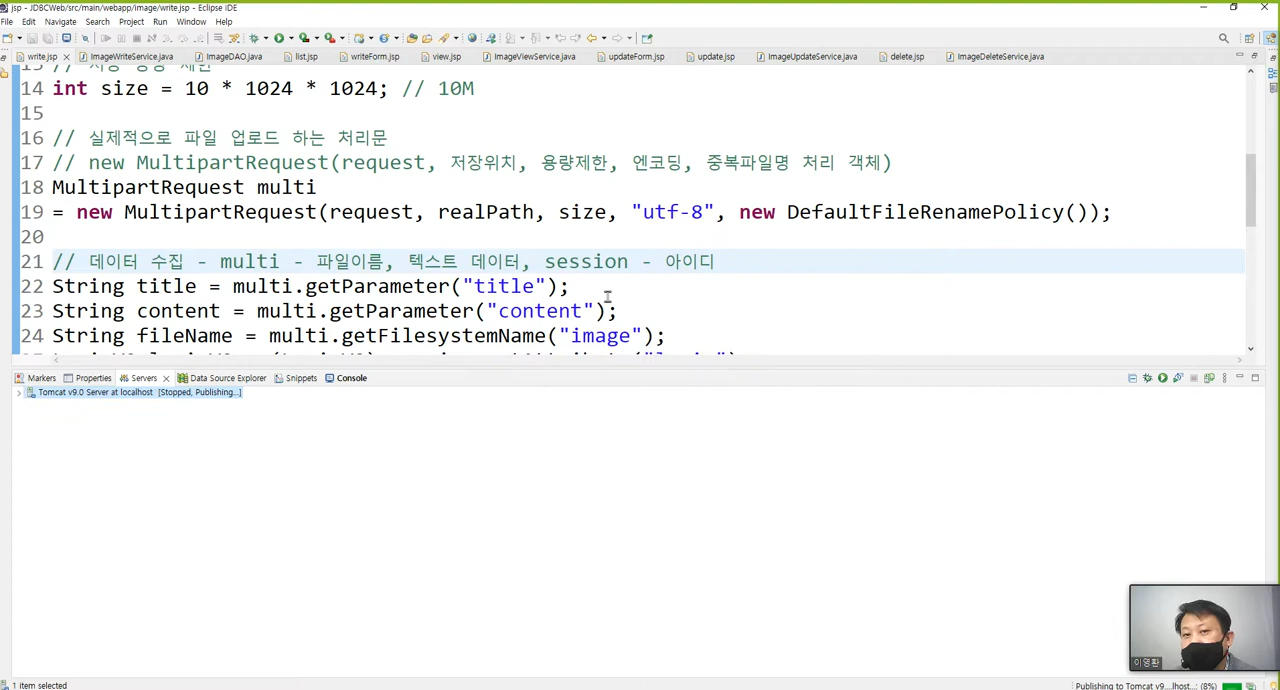 jsp - JDBCWeb/src/main/webapp/image/write.jsp - Eclipse IDE
File Edit Navigate Search Project Run Window Help
write.jsp ImageWriteService.java ImageDAO.java list.jsp writeForm.jsp view.jsp ImageViewService.java updateForm.jsp update.jsp ImageUpdateService.java delete.jsp ImageDeleteService.java
14 int size = 10 * 1024 * 1024; // 10M
15
16 // 실제적으로 파일 업로드 하는 처리문
17 // new MultipartRequest(request, 저장위치, 용량제한, 엔코딩, 중복파일명 처리 객체)
18 MultipartRequest multi
19 = new MultipartRequest(request, realPath, size, "utf-8", new DefaultFileRenamePolicy());
20
21 // 데이터 수집 - multi - 파일이름, 텍스트 데이터, session - 아이디
22 String title = multi.getParameter("title");
23 String content = multi.getParameter("content");
24 String fileName = multi.getFilesystemName("image");
Markers Properties Servers Data Source Explorer Snippets Console
Tomcat v9.0 Server at localhost [Stopped, Publishing...]
이영환
1 item selected
Publishing to Tomcat v9....lhost...: (8%)